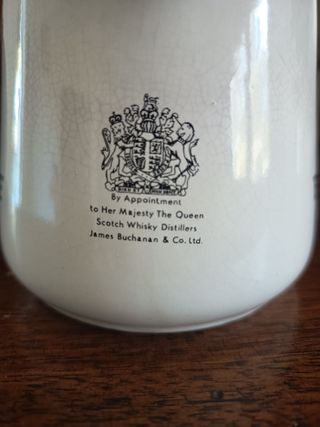 By Appointment
to Her Majesty The Queen
Scotch Whisky Distillers
James Buchanan & Co. Ltd.